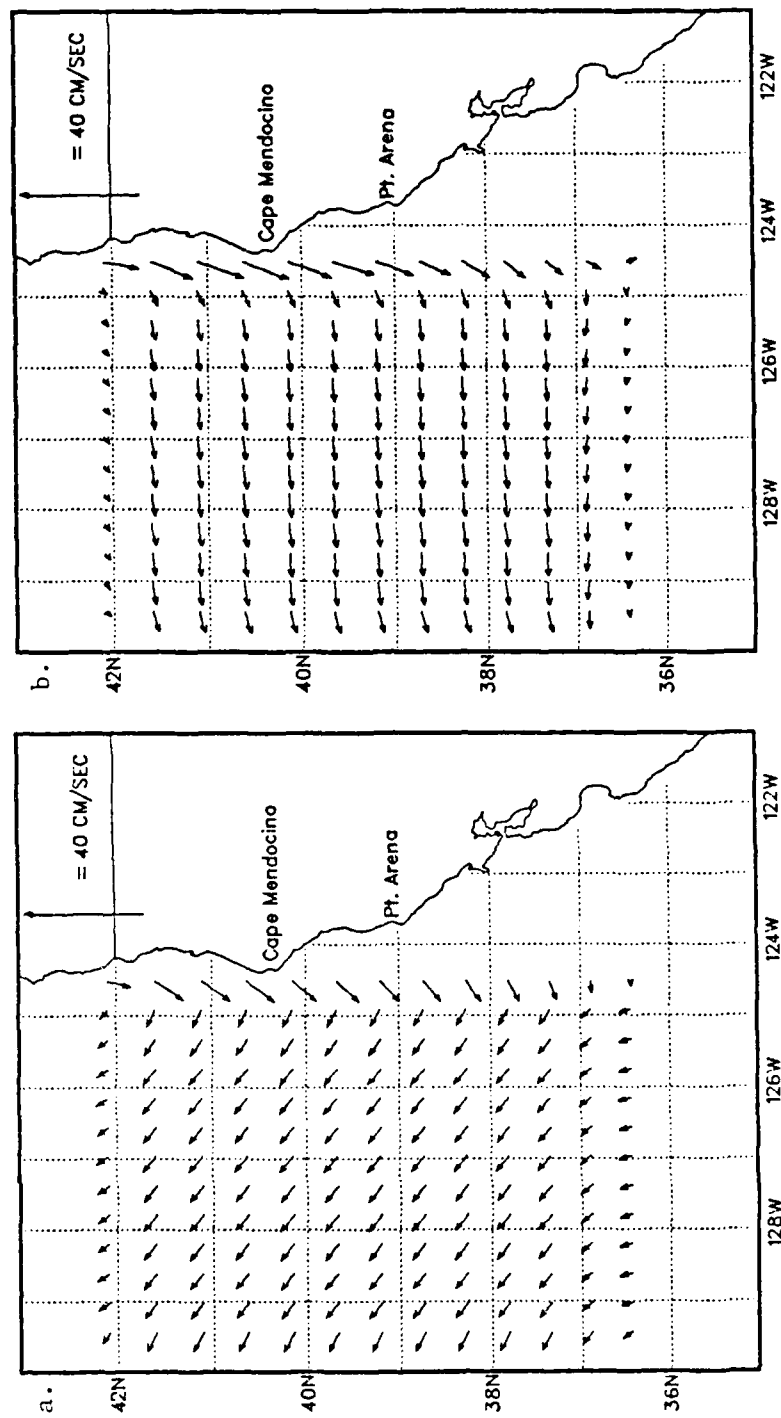 a.
= 40 CM/SEC
Cape Mendocino
Pt. Arena
42N
40N
38N
36N
128W
126W
124W
122W
b.
= 40 CM/SEC
Cape Mendocino
Pt. Arena
42N
40N
38N
36N
128W
126W
124W
122W